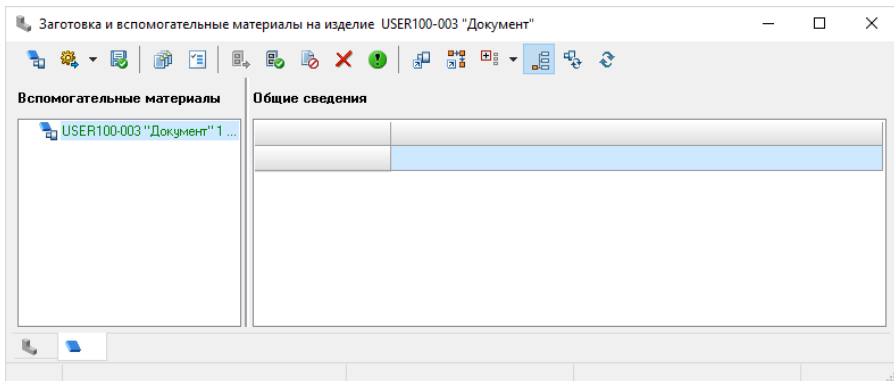 Заготовка и вспомогательные материалы на изделие USER100-003 "Документ"
Вспомогательные материалы
Общие сведения
USER100-003 "Документ" 1 ...